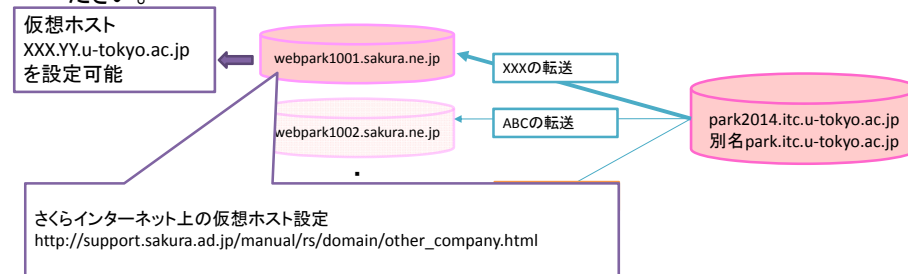 ださい。
仮想ホスト
XXX.YY.u-tokyo.ac.jp
を設定可能
webpark1001.sakura.ne.jp
XXXの転送
webpark1002.sakura.ne.jp
ABCの転送
park2014.itc.u-tokyo.ac.jp
別名park.itc.u-tokyo.ac.jp
.
さくらインターネット上の仮想ホスト設定
http://support.sakura.ad.jp/manual/rs/domain/other_company.html